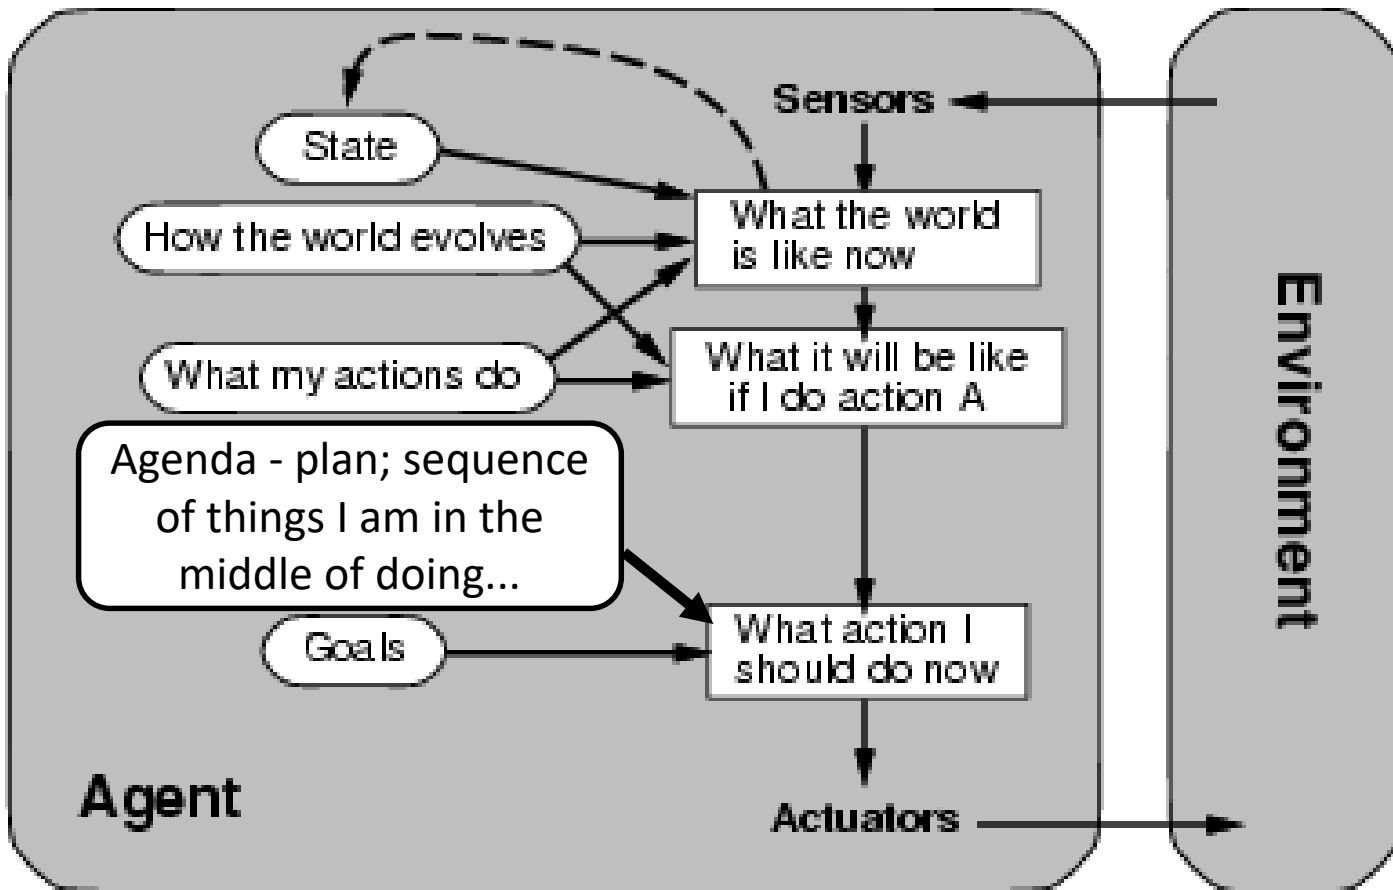 Sensors
State
What the world
is like now
How the world evolves
What my actions do
What it will be like
if I do action A
Agenda - plan; sequence
of things I am in the
middle of doing...
Goals
What action I
should do now
Agent
Actuators
Environment